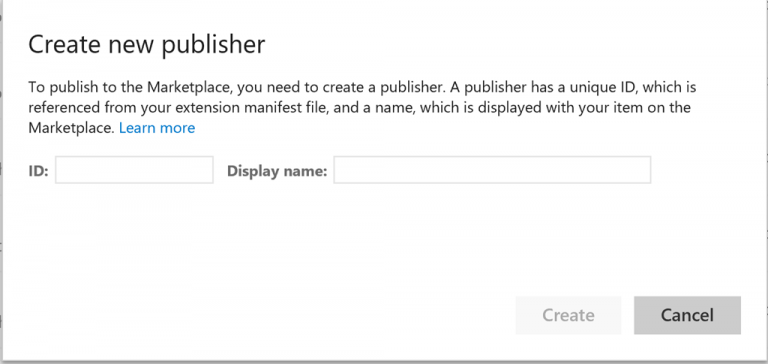 Create new publisher
To publish to the Marketplace, you need to create a publisher. A publisher has a unique ID, which is
referenced from your extension manifest file, and a name, which is displayed with your item on the
Marketplace. Learn more
ID: Display name:
Create Cancel